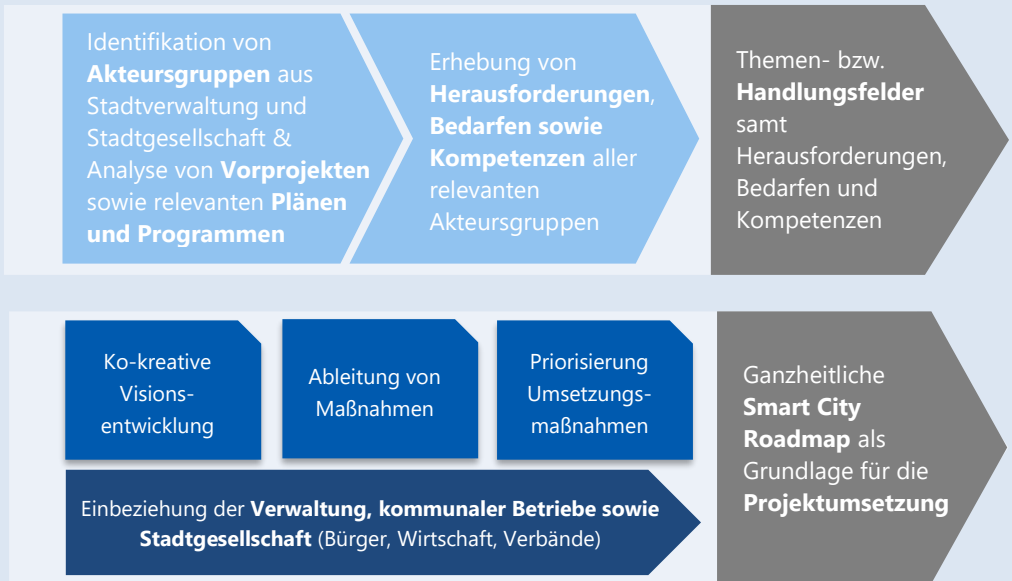 Identifikation von
Akteursgruppen aus
Stadtverwaltung und
Stadtgesellschaft &
Analyse von Vorprojekten
sowie relevanten Plänen
und Programmen
Erhebung von
Herausforderungen,
Bedarfen sowie
Kompetenzen aller
relevanten
Akteursgruppen
Themen- bzw.
Handlungsfelder
samt
Herausforderungen,
Bedarfen und
Kompetenzen
Ko-kreative
Visions-
entwicklung
Ableitung von
Maßnahmen
Priorisierung
Umsetzungs-
maßnahmen
Einbeziehung der Verwaltung, kommunaler Betriebe sowie
Stadtgesellschaft (Bürger, Wirtschaft, Verbände)
Ganzheitliche
Smart City
Roadmap als
Grundlage für die
Projektumsetzung